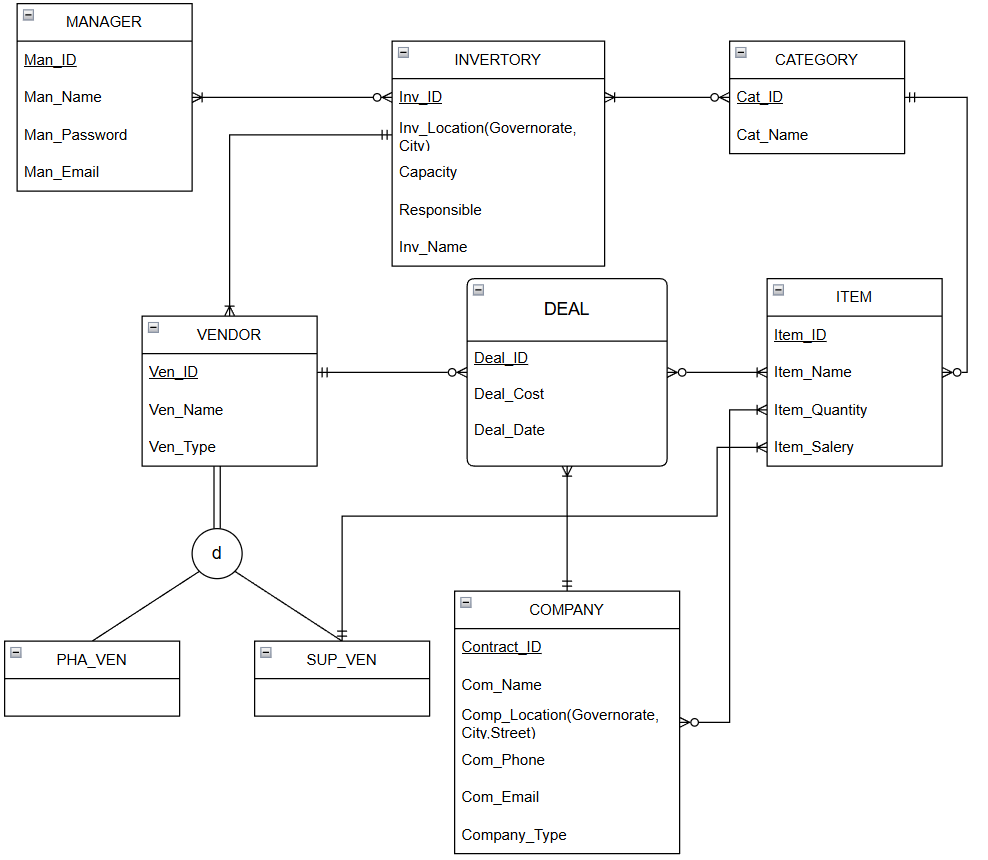 MANAGER
Man_ID
Man_Name
Man_Password
Man_Email
INVERTORY
Inv_ID
Inv_Location(Governorate,
City)
Capacity
Responsible
Inv_Name
CATEGORY
Cat_ID
Cat_Name
VENDOR
Ven_ID
Ven_Name
Ven_Type
DEAL
Deal_ID
Deal_Cost
Deal_Date
ITEM
Item_ID
Item_Name
Item_Quantity
Item_Salery
d
PHA_VEN
SUP_VEN
COMPANY
Contract_ID
Com_Name
Comp_Location(Governorate,
City.Street)
Com_Phone
Com_Email
Company_Type